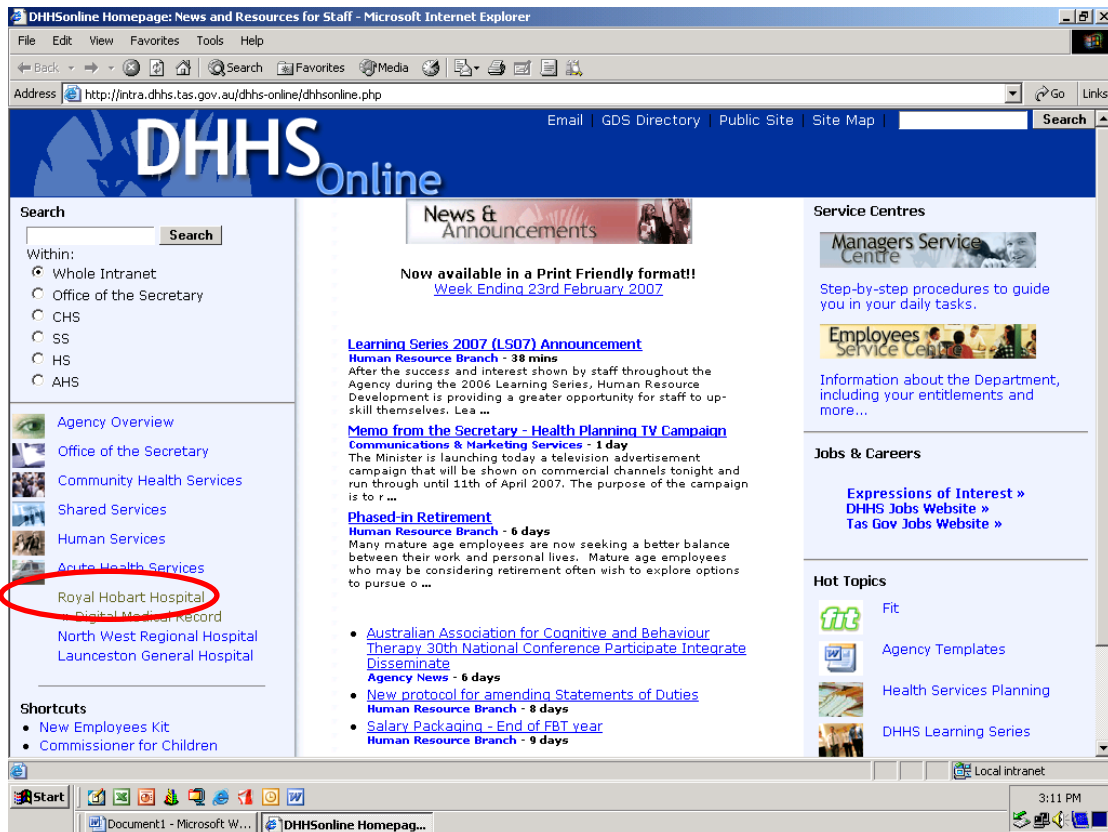 DHHSonline Homepage: News and Resources for Staff - Microsoft Internet Explorer
File Edit View Favorites Tools Help
Back Search Favorites Media
Address http://intra.dhhs.tas.gov.au/dhhs-online/dhhsonline.php Go Links
DHHS Online
Email | GDS Directory | Public Site | Site Map | Search
Search
Search
Within:
Whole Intranet
Office of the Secretary
CHS
SS
HS
AHS
Agency Overview
Office of the Secretary
Community Health Services
Shared Services
Human Services
Acute Health Services
Royal Hobart Hospital
» Digital Medical Record
North West Regional Hospital
Launceston General Hospital
Shortcuts
• New Employees Kit
• Commissioner for Children
News &
Announcements
Now available in a Print Friendly format!!
Week Ending 23rd February 2007
Learning Series 2007 (LS07) Announcement
Human Resource Branch - 38 mins
After the success and interest shown by staff throughout the
Agency during the 2006 Learning Series, Human Resource
Development is providing a greater opportunity for staff to up-
skill themselves. Lea ...
Memo from the Secretary - Health Planning TV Campaign
Communications & Marketing Services - 1 day
The Minister is launching today a television advertisement
campaign that will be shown on commercial channels tonight and
run through until 11th of April 2007. The purpose of the campaign
is to r ...
Phased-in Retirement
Human Resource Branch - 6 days
Many mature age employees are now seeking a better balance
between their work and personal lives. Mature age employees
who may be considering retirement often wish to explore options
to pursue o ...
• Australian Association for Cognitive and Behaviour
Therapy 30th National Conference Participate Integrate
Disseminate
Agency News - 6 days
• New protocol for amending Statements of Duties
Human Resource Branch - 8 days
• Salary Packaging - End of FBT year
Human Resource Branch - 9 days
Service Centres
Managers Service
Centre
Step-by-step procedures to guide
you in your daily tasks.
Employees
Service Centre
Information about the Department,
including your entitlements and
more...
Jobs & Careers
Expressions of Interest »
DHHS Jobs Website »
Tas Gov Jobs Website »
Hot Topics
fit
Fit
Agency Templates
Health Services Planning
DHHS Learning Series
Local intranet
Start
3:11 PM
Document1 - Microsoft W...
DHHSonline Homepag...